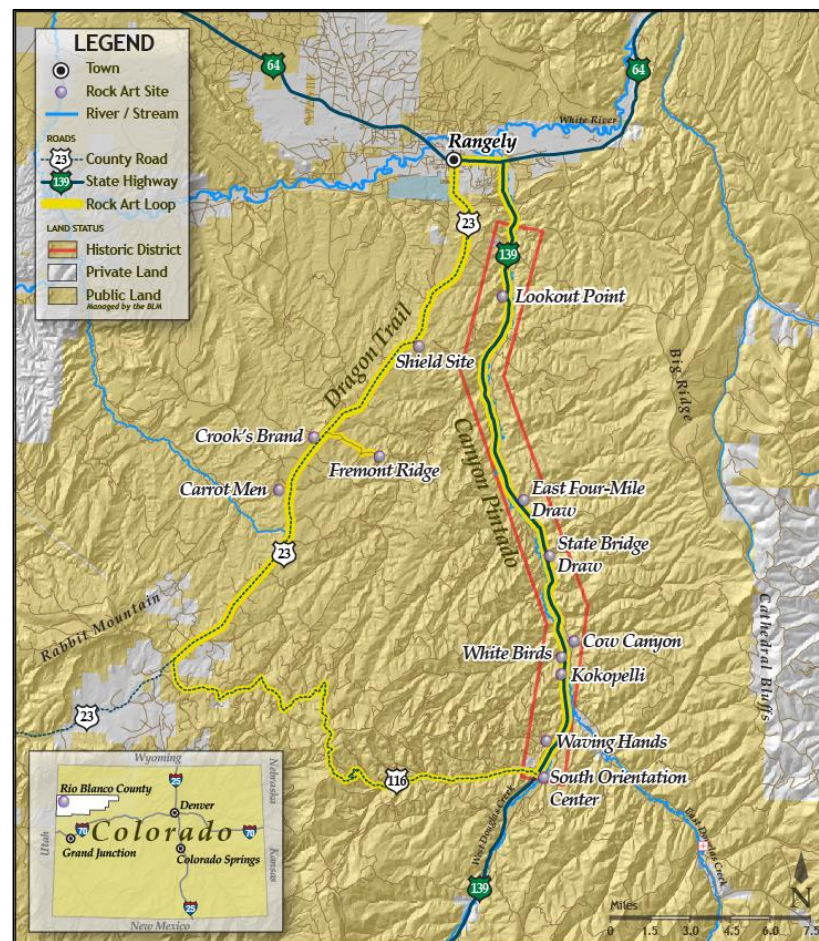 LEGEND
Town
Rock Art Site
River / Stream
ROADS
23 County Road
139 State Highway
Rock Art Loop
LAND STATUS
Historic District
Private Land
Public Land
Managed by the BLM
64
64
White River
Rangely
23
139
Lookout Point
Dragon Trail
Shield Site
Big Ridge
Crook's Brand
Fremont Ridge
Canyon Pintado
Carrot Men
East Four-Mile
Draw
State Bridge
Draw
23
Rabbit Mountain
Cathedral Bluffs
Cow Canyon
White Birds
Kokopelli
23
Waving Hands
116
South Orientation
Center
West Douglas Creek
East Douglas Creek
139
Wyoming
Rio Blanco County
25
Nebraska
Denver
70
Colorado
70
Utah
Grand Junction
Colorado Springs
Kansas
25
New Mexico
N
Miles
0 1.5 3.0 4.5 6.0 7.5